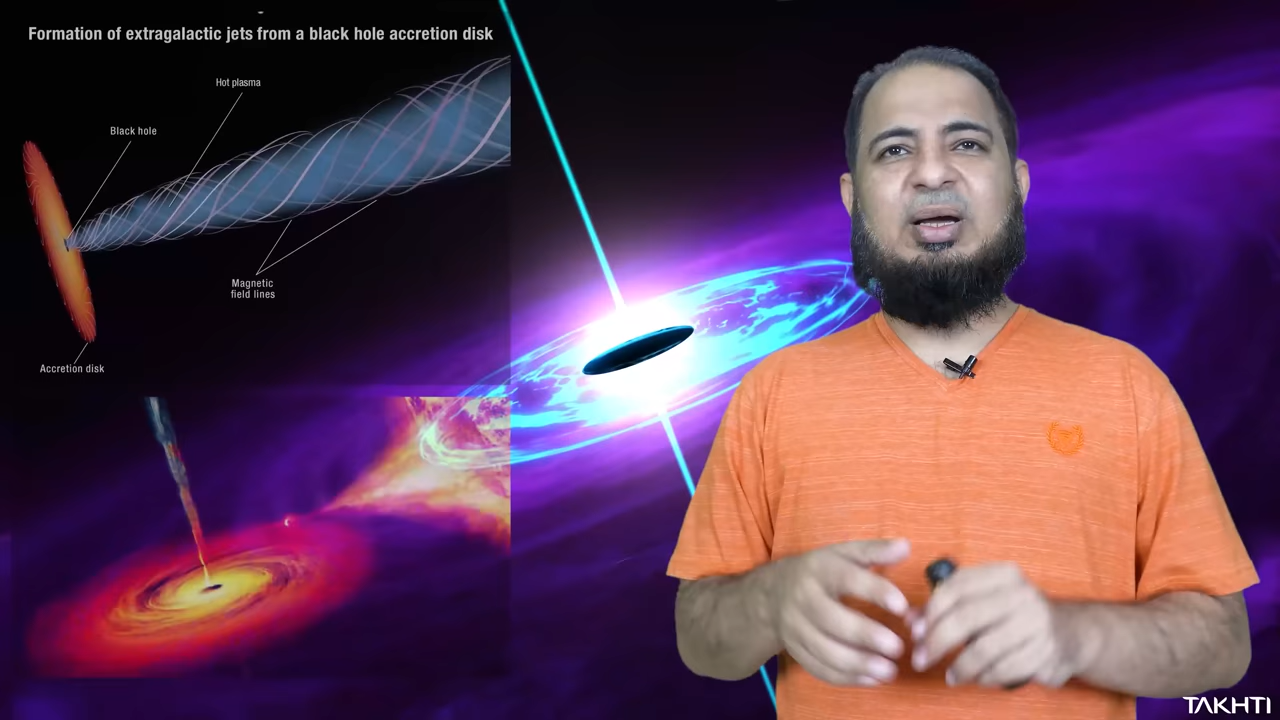 Formation of extragalactic jets from a black hole accretion disk
Hot plasma
Black hole
Magnetic
field lines
Accretion disk
TAKHTI